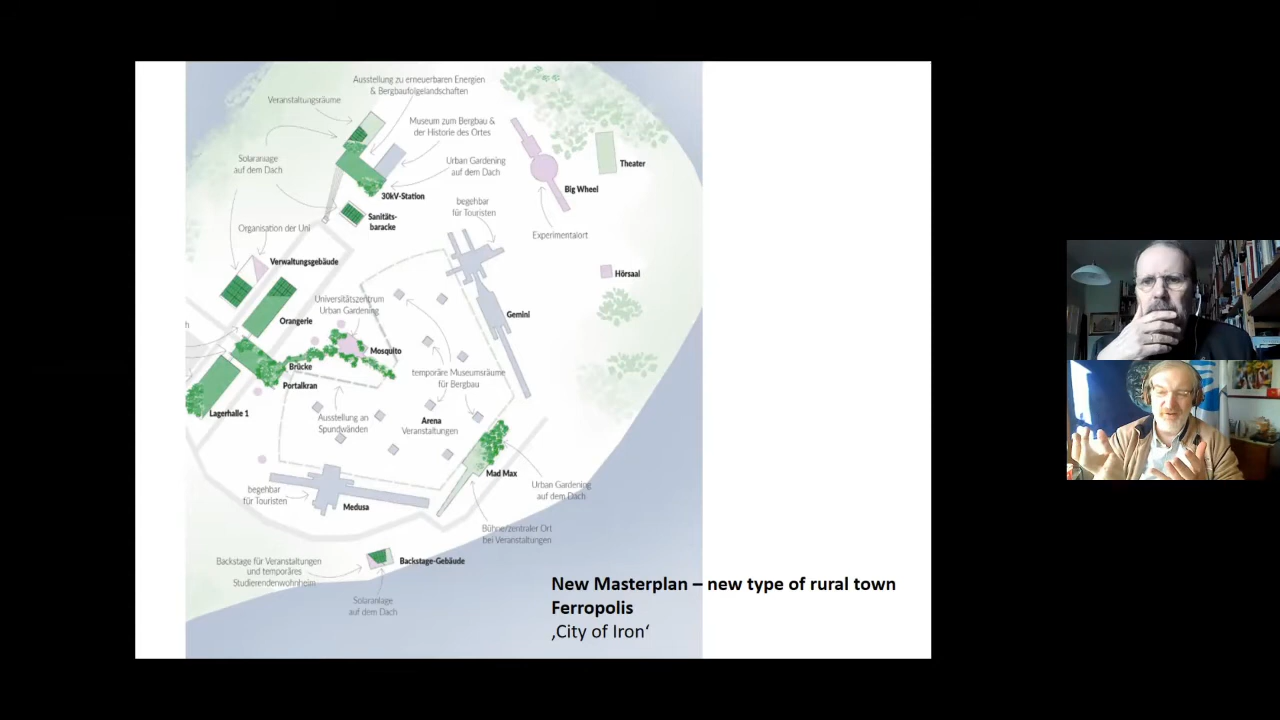 Ausstellung zu erneuerbaren Energien
& Bergbaufolgelandschaften
Veranstaltungsräume
Museum zum Bergbau &
der Historie des Ortes
Solaranlage
auf dem Dach
Urban Gardening
auf dem Dach
Theater
Big Wheel
30kV-Station
begehbar
für Touristen
Sanitäts-
baracke
Organisation der Uni
Experimentalort
Verwaltungsgebäude
Hörsaal
Universitätszentrum
Urban Gardening
Gemini
Orangerie
h
Mosquito
Brücke
temporäre Museumsräume
für Bergbau
Portalkran
Lagerhalle 1
Ausstellung an
Spundwänden
Arena
Veranstaltungen
Mad Max
Urban Gardening
auf dem Dach
begehbar
für Touristen
Medusa
Bühne/zentraler Ort
bei Veranstaltungen
Backstage für Veranstaltungen
und temporäres
Studierendenwohnheim
Backstage-Gebäude
Solaranlage
auf dem Dach
New Masterplan – new type of rural town
Ferropolis
‚City of Iron‘